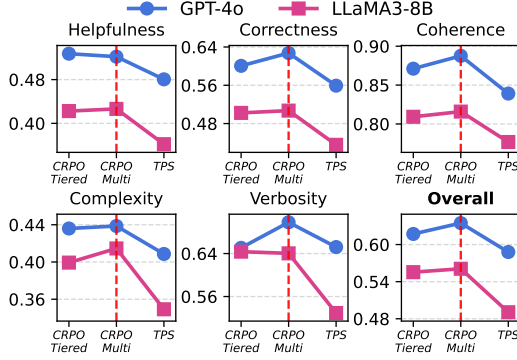 GPT-4o LLaMA3-8B
Helpfulness Correctness Coherence
0.48
0.40
0.64
0.56
0.48
0.90
0.85
0.80
CRPO Tiered CRPO Multi TPS
CRPO Tiered CRPO Multi TPS
CRPO Tiered CRPO Multi TPS
Complexity Verbosity Overall
0.44
0.40
0.36
0.64
0.56
0.60
0.54
0.48
CRPO Tiered CRPO Multi TPS
CRPO Tiered CRPO Multi TPS
CRPO Tiered CRPO Multi TPS